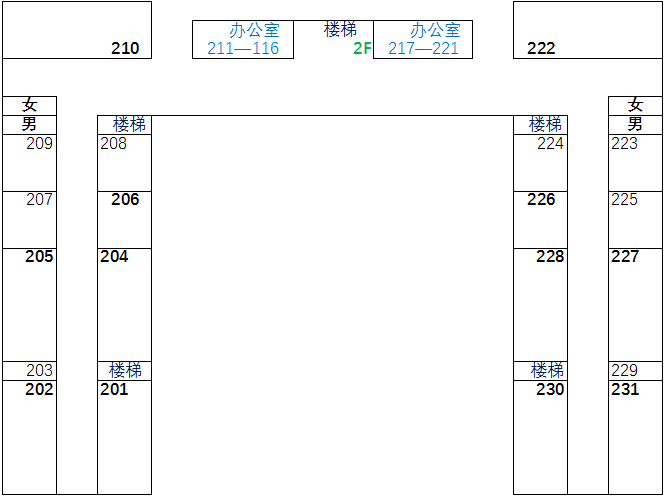 办公室 楼梯 办公室
210 211—116 2F 217—221 222
女 女
男 楼梯 楼梯 男
209 208 224 223
207 206 226 225
205 204 228 227
203 楼梯 楼梯 229
202 201 230 231